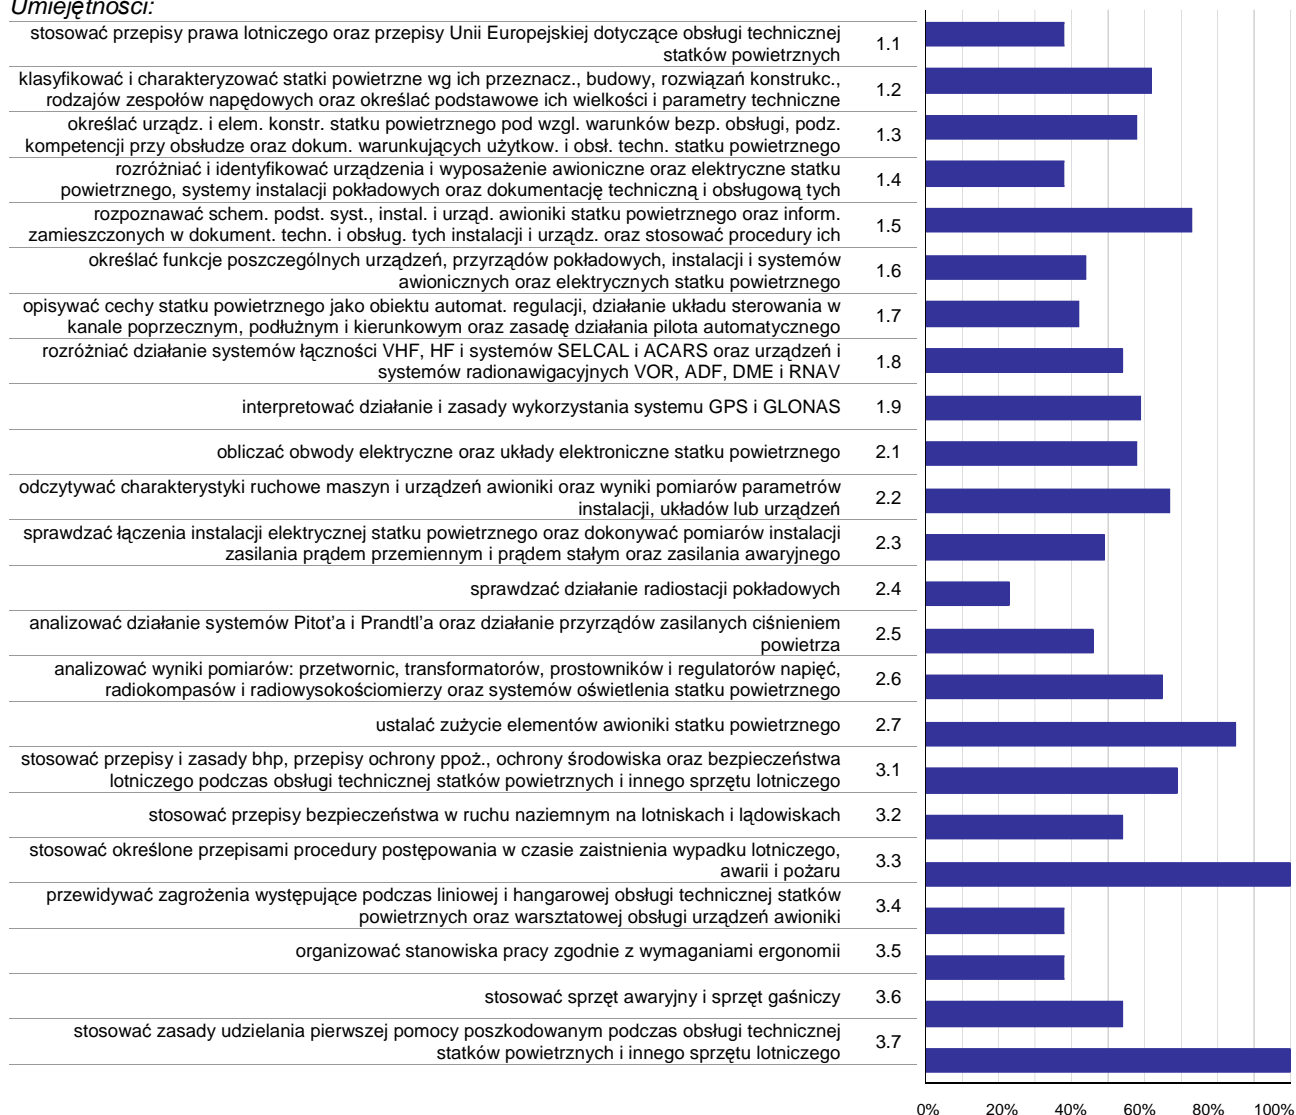 Umiejętności:
stosować przepisy prawa lotniczego oraz przepisy Unii Europejskiej dotyczące obsługi technicznej
statków powietrznych
1.1
klasyfikować i charakteryzować statki powietrzne wg ich przeznacz., budowy, rozwiązań konstrukc.,
rodzajów zespołów napędowych oraz określać podstawowe ich wielkości i parametry techniczne
1.2
określać urządz. i elem. konstr. statku powietrznego pod wzgl. warunków bezp. obsługi, podz.
kompetencji przy obsłudze oraz dokum. warunkujących użytkow. i obsł. techn. statku powietrznego
1.3
rozróżniać i identyfikować urządzenia i wyposażenie awioniczne oraz elektryczne statku
powietrznego, systemy instalacji pokładowych oraz dokumentację techniczną i obsługową tych
1.4
rozpoznawać schem. podst. syst., instal. i urząd. awioniki statku powietrznego oraz inform.
zamieszczonych w dokument. techn. i obsług. tych instalacji i urządz. oraz stosować procedury ich
1.5
określać funkcje poszczególnych urządzeń, przyrządów pokładowych, instalacji i systemów
awionicznych oraz elektrycznych statku powietrznego
1.6
opisywać cechy statku powietrznego jako obiektu automat. regulacji, działanie układu sterowania w
kanale poprzecznym, podłużnym i kierunkowym oraz zasadę działania pilota automatycznego
1.7
rozróżniać działanie systemów łączności VHF, HF i systemów SELCAL i ACARS oraz urządzeń i
systemów radionawigacyjnych VOR, ADF, DME i RNAV
1.8
interpretować działanie i zasady wykorzystania systemu GPS i GLONAS
1.9
obliczać obwody elektryczne oraz układy elektroniczne statku powietrznego
2.1
odczytywać charakterystyki ruchowe maszyn i urządzeń awioniki oraz wyniki pomiarów parametrów
instalacji, układów lub urządzeń
2.2
sprawdzać łączenia instalacji elektrycznej statku powietrznego oraz dokonywać pomiarów instalacji
zasilania prądem przemiennym i prądem stałym oraz zasilania awaryjnego
2.3
sprawdzać działanie radiostacji pokładowych
2.4
analizować działanie systemów Pitot'a i Prandtl'a oraz działanie przyrządów zasilanych ciśnieniem
powietrza
2.5
analizować wyniki pomiarów: przetwornic, transformatorów, prostowników i regulatorów napięć,
radiokompasów i radiowysokościomierzy oraz systemów oświetlenia statku powietrznego
2.6
ustalać zużycie elementów awioniki statku powietrznego
2.7
stosować przepisy i zasady bhp, przepisy ochrony ppoż., ochrony środowiska oraz bezpieczeństwa
lotniczego podczas obsługi technicznej statków powietrznych i innego sprzętu lotniczego
3.1
stosować przepisy bezpieczeństwa w ruchu naziemnym na lotniskach i lądowiskach
3.2
stosować określone przepisami procedury postępowania w czasie zaistnienia wypadku lotniczego,
awarii i pożaru
3.3
przewidywać zagrożenia występujące podczas liniowej i hangarowej obsługi technicznej statków
powietrznych oraz warsztatowej obsługi urządzeń awioniki
3.4
organizować stanowiska pracy zgodnie z wymaganiami ergonomii
3.5
stosować sprzęt awaryjny i sprzęt gaśniczy
3.6
stosować zasady udzielania pierwszej pomocy poszkodowanym podczas obsługi technicznej
statków powietrznych i innego sprzętu lotniczego
3.7
0% 20% 40% 60% 80% 100%